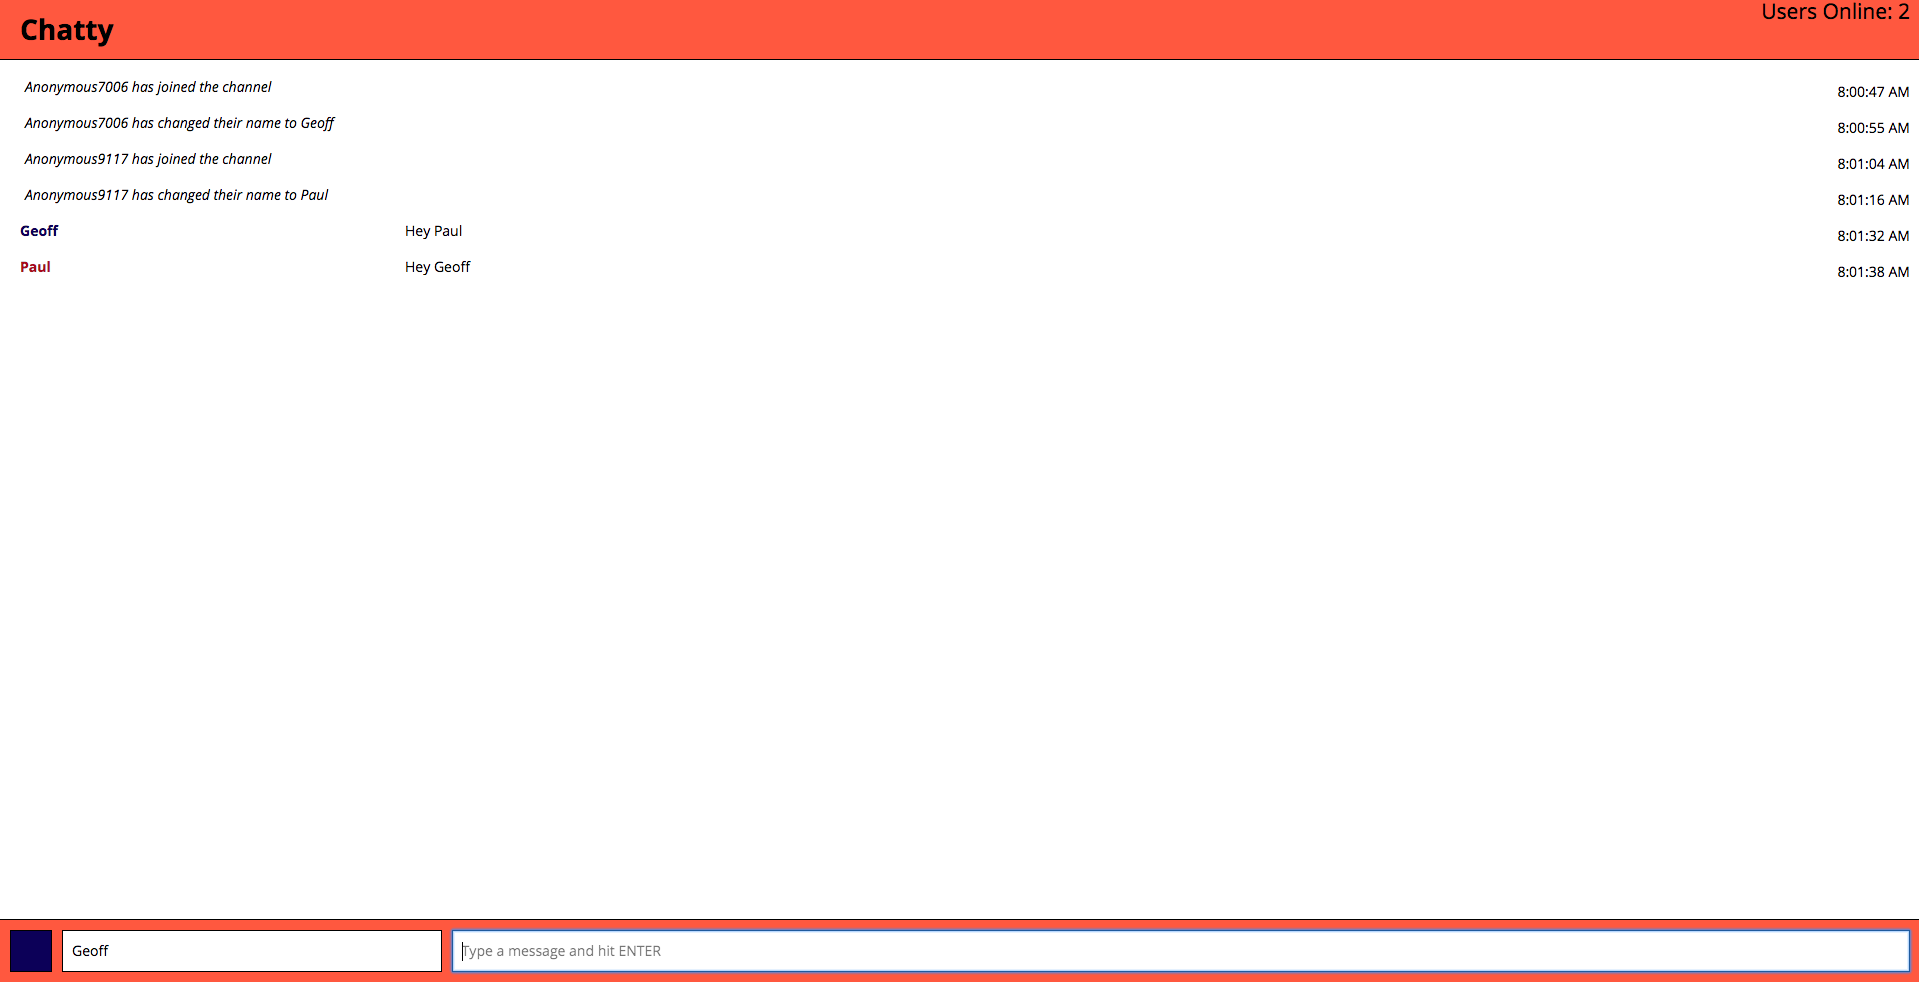 Chatty
Users Online: 2
Anonymous7006 has joined the channel 8:00:47 AM
Anonymous7006 has changed their name to Geoff 8:00:55 AM
Anonymous9117 has joined the channel 8:01:04 AM
Anonymous9117 has changed their name to Paul 8:01:16 AM
Geoff Hey Paul 8:01:32 AM
Paul Hey Geoff 8:01:38 AM
Geoff Type a message and hit ENTER